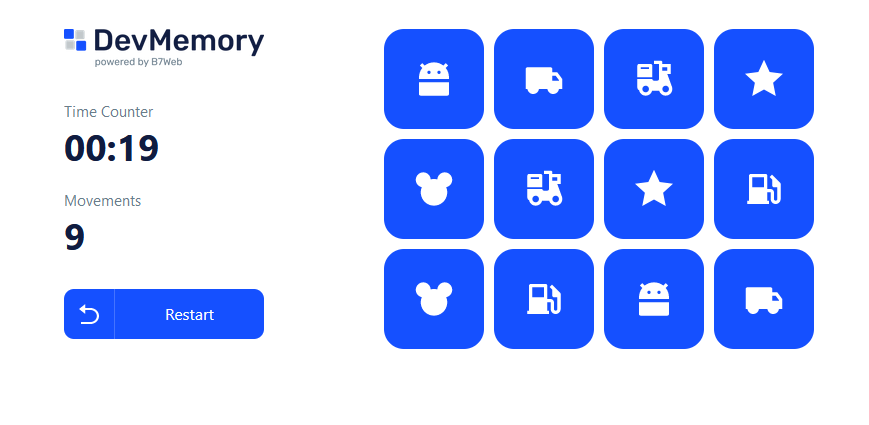 DevMemory
powered by B7Web
Time Counter
00:19
Movements
9
Restart